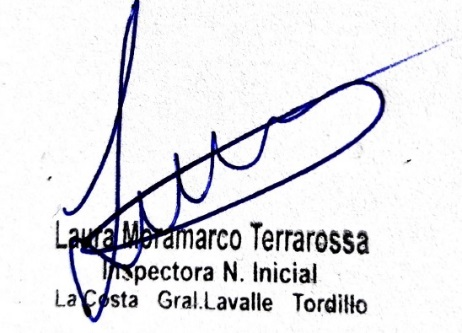 Laura Moramarco Terrarossa
Inspectora N. Inicial
La Costa Gral.Lavalle Tordillo